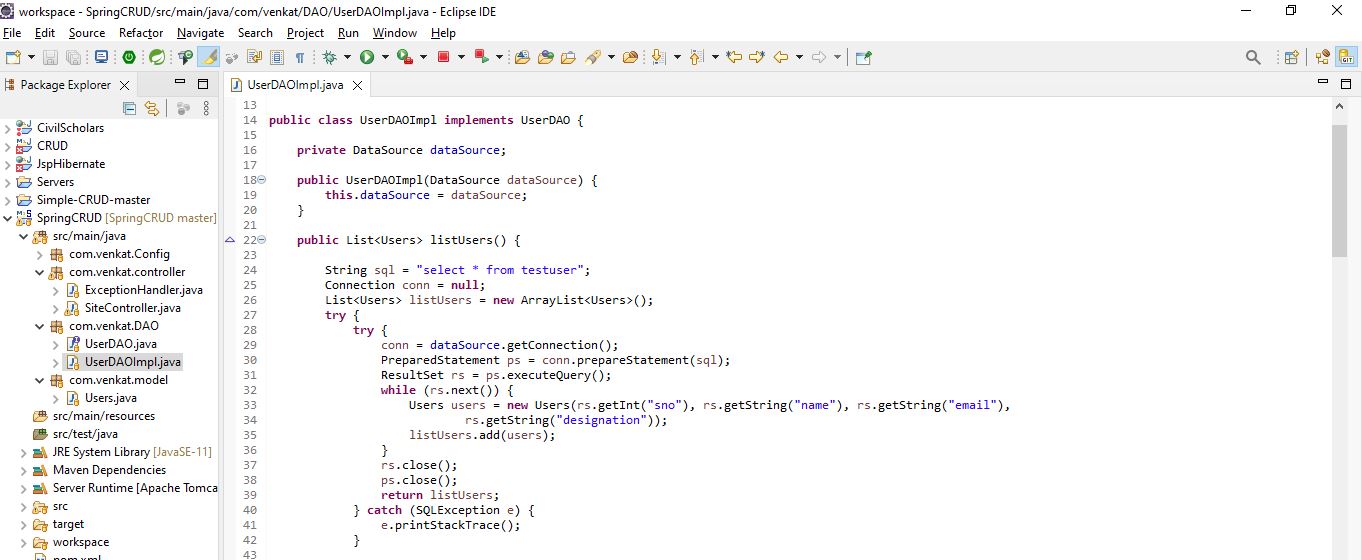 workspace - SpringCRUD/src/main/java/com/venkat/DAO/UserDAOImpl.java - Eclipse IDE
File Edit Source Refactor Navigate Search Project Run Window Help
Package Explorer
CivilScholars
CRUD
JspHibernate
Servers
Simple-CRUD-master
SpringCRUD [SpringCRUD master]
src/main/java
com.venkat.Config
com.venkat.controller
ExceptionHandler.java
SiteController.java
com.venkat.DAO
UserDAO.java
UserDAOImpl.java
com.venkat.model
Users.java
src/main/resources
src/test/java
JRE System Library [JavaSE-11]
Maven Dependencies
Server Runtime [Apache Tomca
src
target
workspace
pom.xml
UserDAOImpl.java
13
14 public class UserDAOImpl implements UserDAO {
15
16     private DataSource dataSource;
17
18     public UserDAOImpl(DataSource dataSource) {
19         this.dataSource = dataSource;
20     }
21
22     public List<Users> listUsers() {
23
24         String sql = "select * from testuser";
25         Connection conn = null;
26         List<Users> listUsers = new ArrayList<Users>();
27         try {
28             try {
29                 conn = dataSource.getConnection();
30                 PreparedStatement ps = conn.prepareStatement(sql);
31                 ResultSet rs = ps.executeQuery();
32                 while (rs.next()) {
33                     Users users = new Users(rs.getInt("sno"), rs.getString("name"), rs.getString("email"),
34                             rs.getString("designation"));
35                     listUsers.add(users);
36                 }
37                 rs.close();
38                 ps.close();
39                 return listUsers;
40             } catch (SQLException e) {
41                 e.printStackTrace();
42             }
43